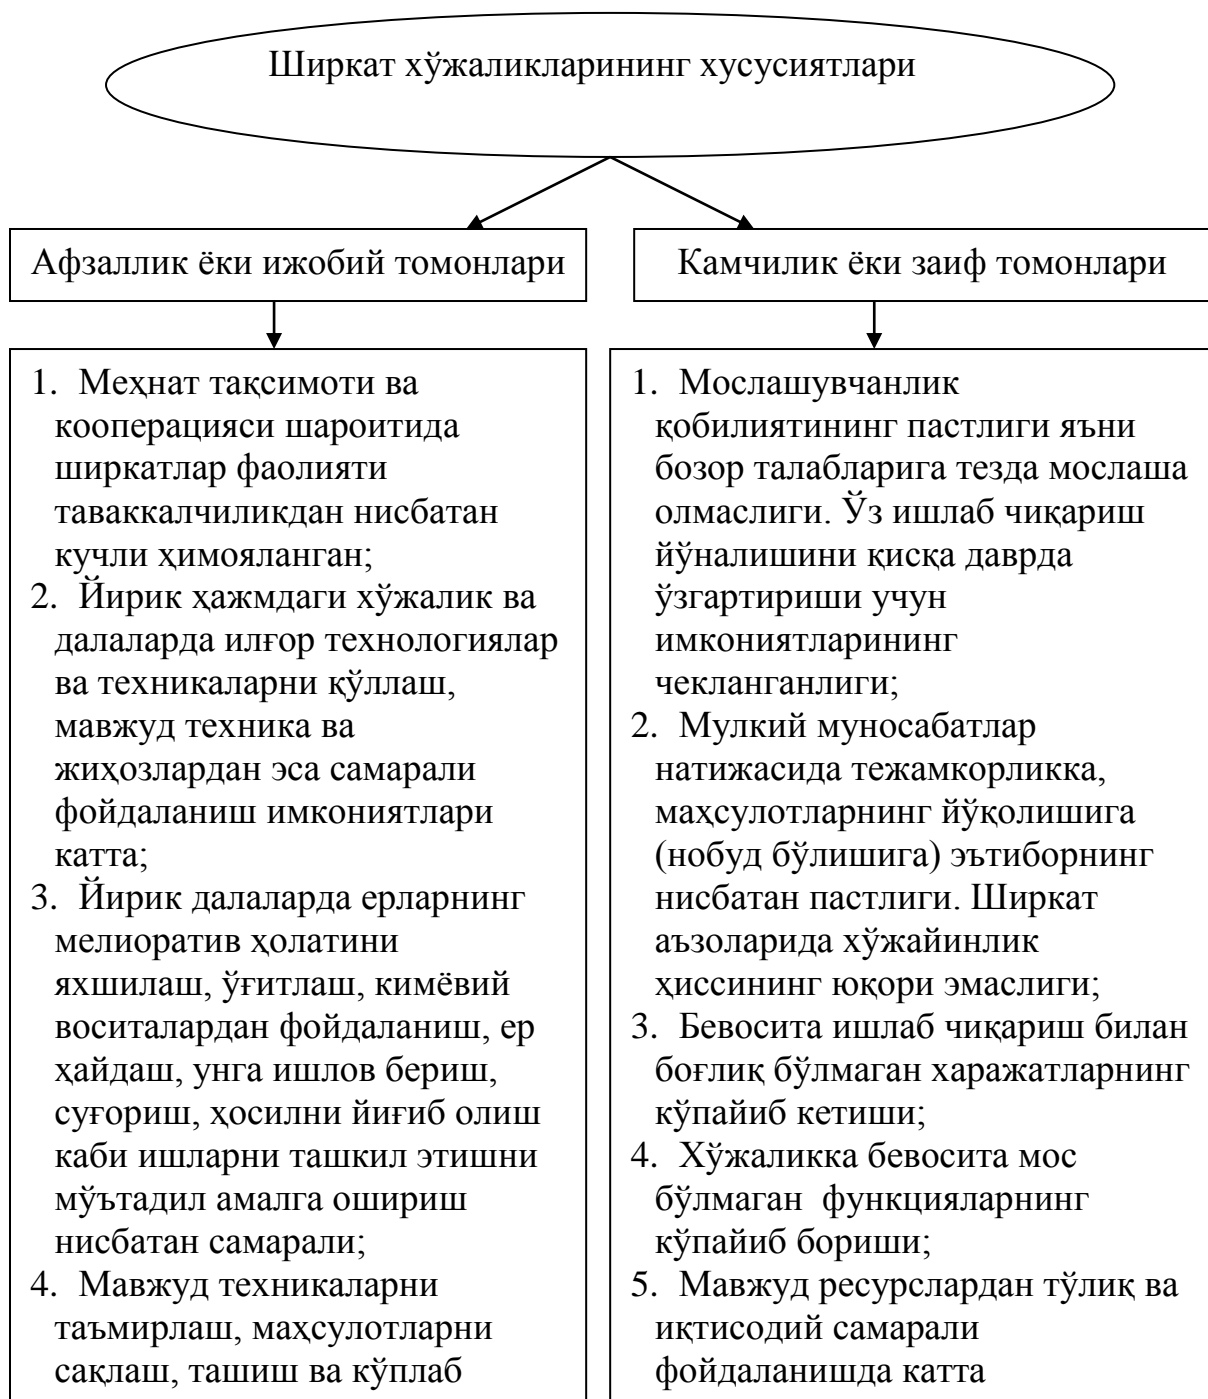 Ширкат хўжаликларининг хусусиятлари
Афзаллик ёки ижобий томонлари
Камчилик ёки заиф томонлари
1. Меҳнат тақсимоти ва
кооперацияси шароитида
ширкатлар фаолияти
таваккалчиликдан нисбатан
кучли ҳимояланган;
2. Йирик ҳажмдаги хўжалик ва
далаларда илғор технологиялар
ва техникаларни қўллаш,
мавжуд техника ва
жиҳозлардан эса самарали
фойдаланиш имкониятлари
катта;
3. Йирик далаларда ерларнинг
мелиоратив ҳолатини
яхшилаш, ўғитлаш, кимёвий
воситалардан фойдаланиш, ер
ҳайдаш, унга ишлов бериш,
суғориш, ҳосилни йиғиб олиш
каби ишларни ташкил этишни
мўътадил амалга ошириш
нисбатан самарали;
4. Мавжуд техникаларни
таъмирлаш, маҳсулотларни
сақлаш, ташиш ва кўплаб
1. Мослашувчанлик
қобилиятининг пастлиги яъни
бозор талабларига тезда мослаша
олмаслиги. Ўз ишлаб чиқариш
йўналишини қисқа даврда
ўзгартириши учун
имкониятларининг
чекланганлиги;
2. Мулкий муносабатлар
натижасида тежамкорликка,
маҳсулотларнинг йўқолишига
(нобуд бўлишига) эътиборнинг
нисбатан пастлиги. Ширкат
аъзоларида хўжайинлик
ҳиссининг юқори эмаслиги;
3. Бевосита ишлаб чиқариш билан
боғлиқ бўлмаган харажатларнинг
кўпайиб кетиши;
4. Хўжаликка бевосита мос
бўлмаган функцияларнинг
кўпайиб бориши;
5. Мавжуд ресурслардан тўлиқ ва
иқтисодий самарали
фойдаланишда катта